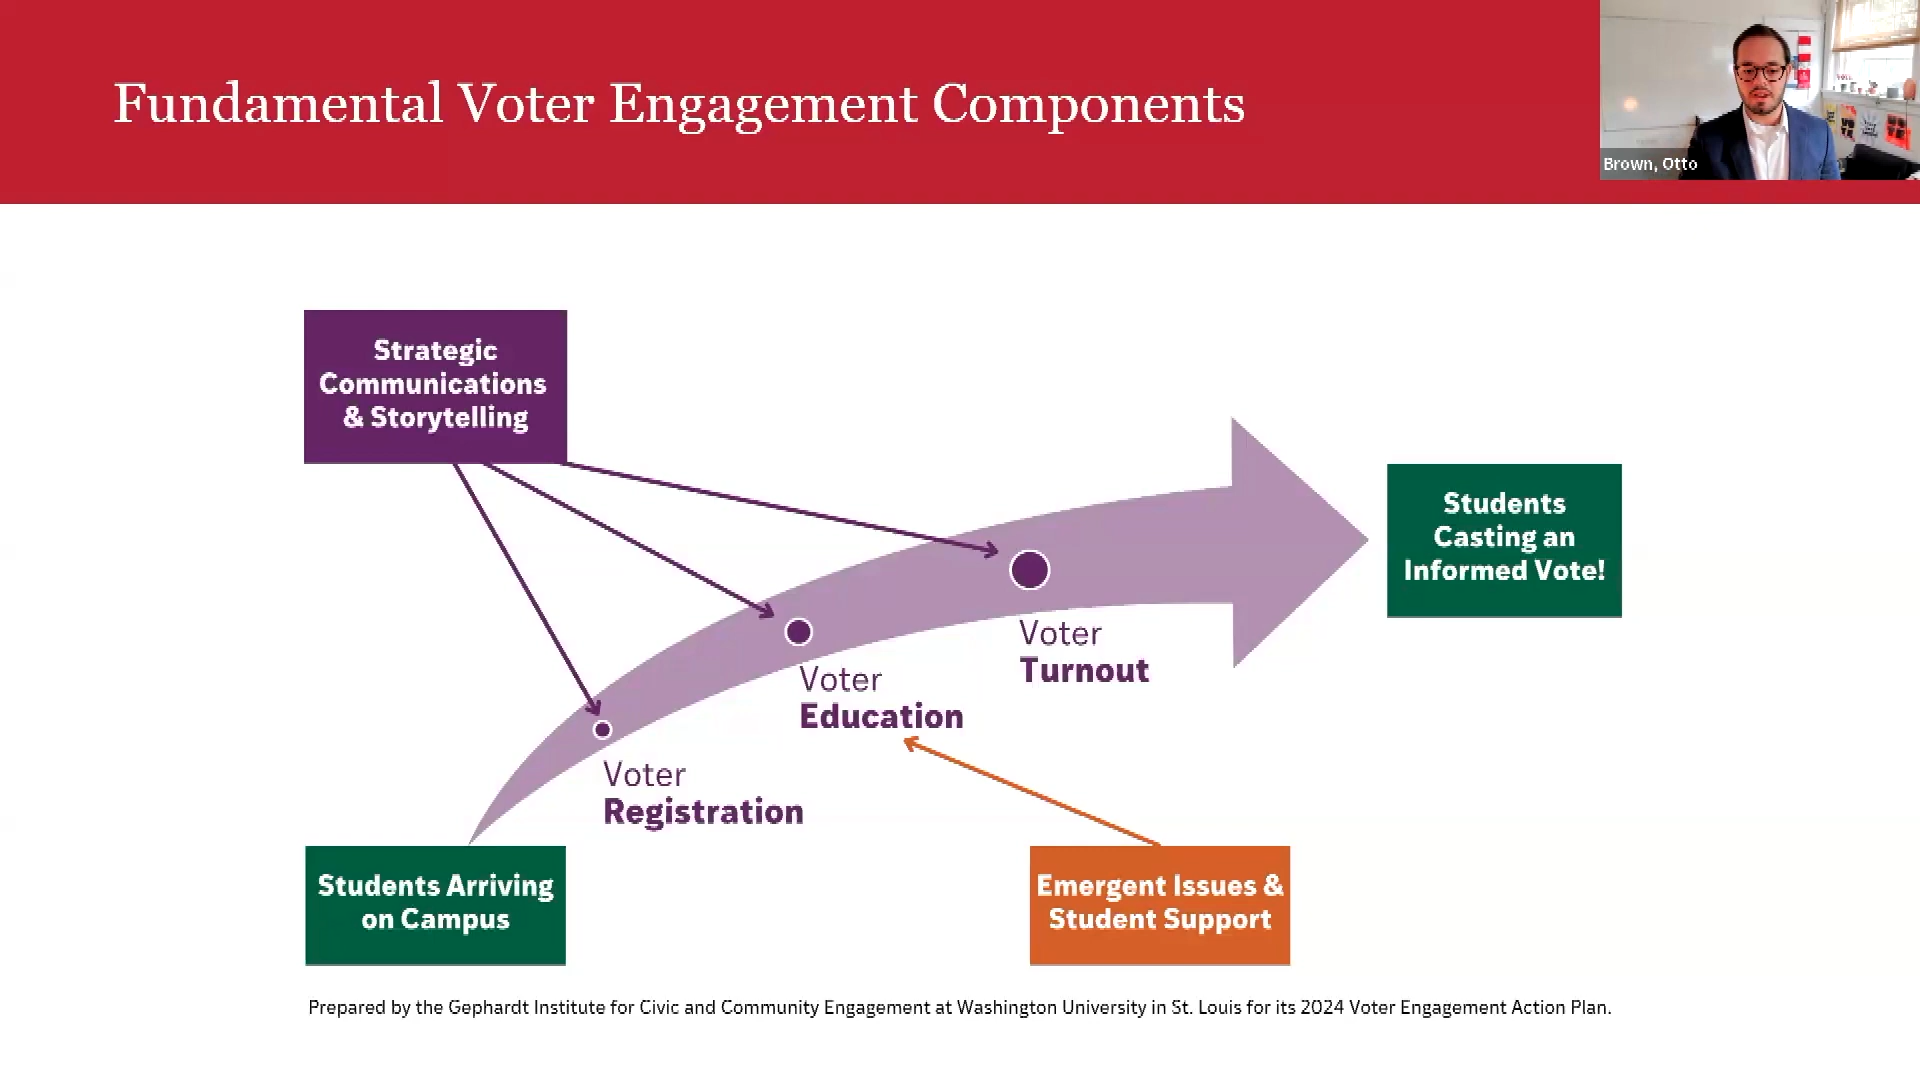 Fundamental Voter Engagement Components
Brown, Otto
Strategic
Communications
& Storytelling
Students
Casting an
Informed Vote!
Voter
Turnout
Voter
Education
Voter
Registration
Students Arriving
on Campus
Emergent Issues &
Student Support
Prepared by the Gephardt Institute for Civic and Community Engagement at Washington University in St. Louis for its 2024 Voter Engagement Action Plan.